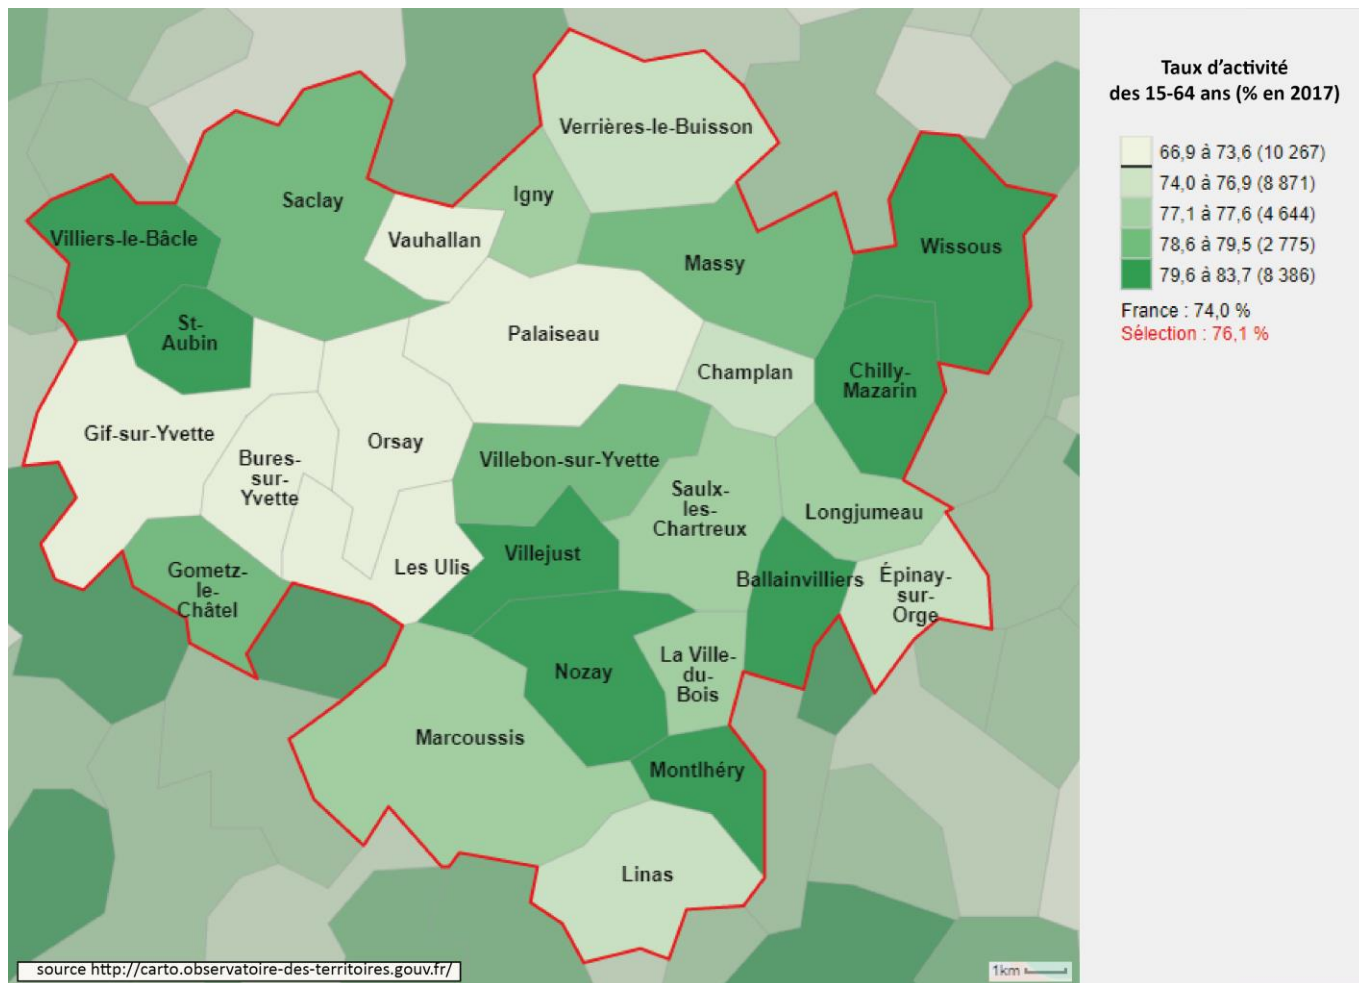 Taux d’activité
des 15-64 ans (% en 2017)
66,9 à 73,6 (10 267)
74,0 à 76,9 (8 871)
77,1 à 77,6 (4 644)
78,6 à 79,5 (2 775)
79,6 à 83,7 (8 386)
France : 74,0 %
Sélection : 76,1 %
Verrières-le-Buisson
Igny
Saclay
Vauhallan
Villiers-le-Bâcle
Wissous
Massy
St-
Aubin
Palaiseau
Champlan
Chilly-
Mazarin
Gif-sur-Yvette
Orsay
Bures-
sur-
Yvette
Villebon-sur-Yvette
Saulx-
les-
Chartreux
Longjumeau
Les Ulis
Villejust
Ballainvilliers
Épinay-
sur-
Orge
Gometz-
le-
Châtel
Nozay
La Ville-
du-
Bois
Marcoussis
Montlhéry
Linas
source http://carto.observatoire-des-territoires.gouv.fr/
1km